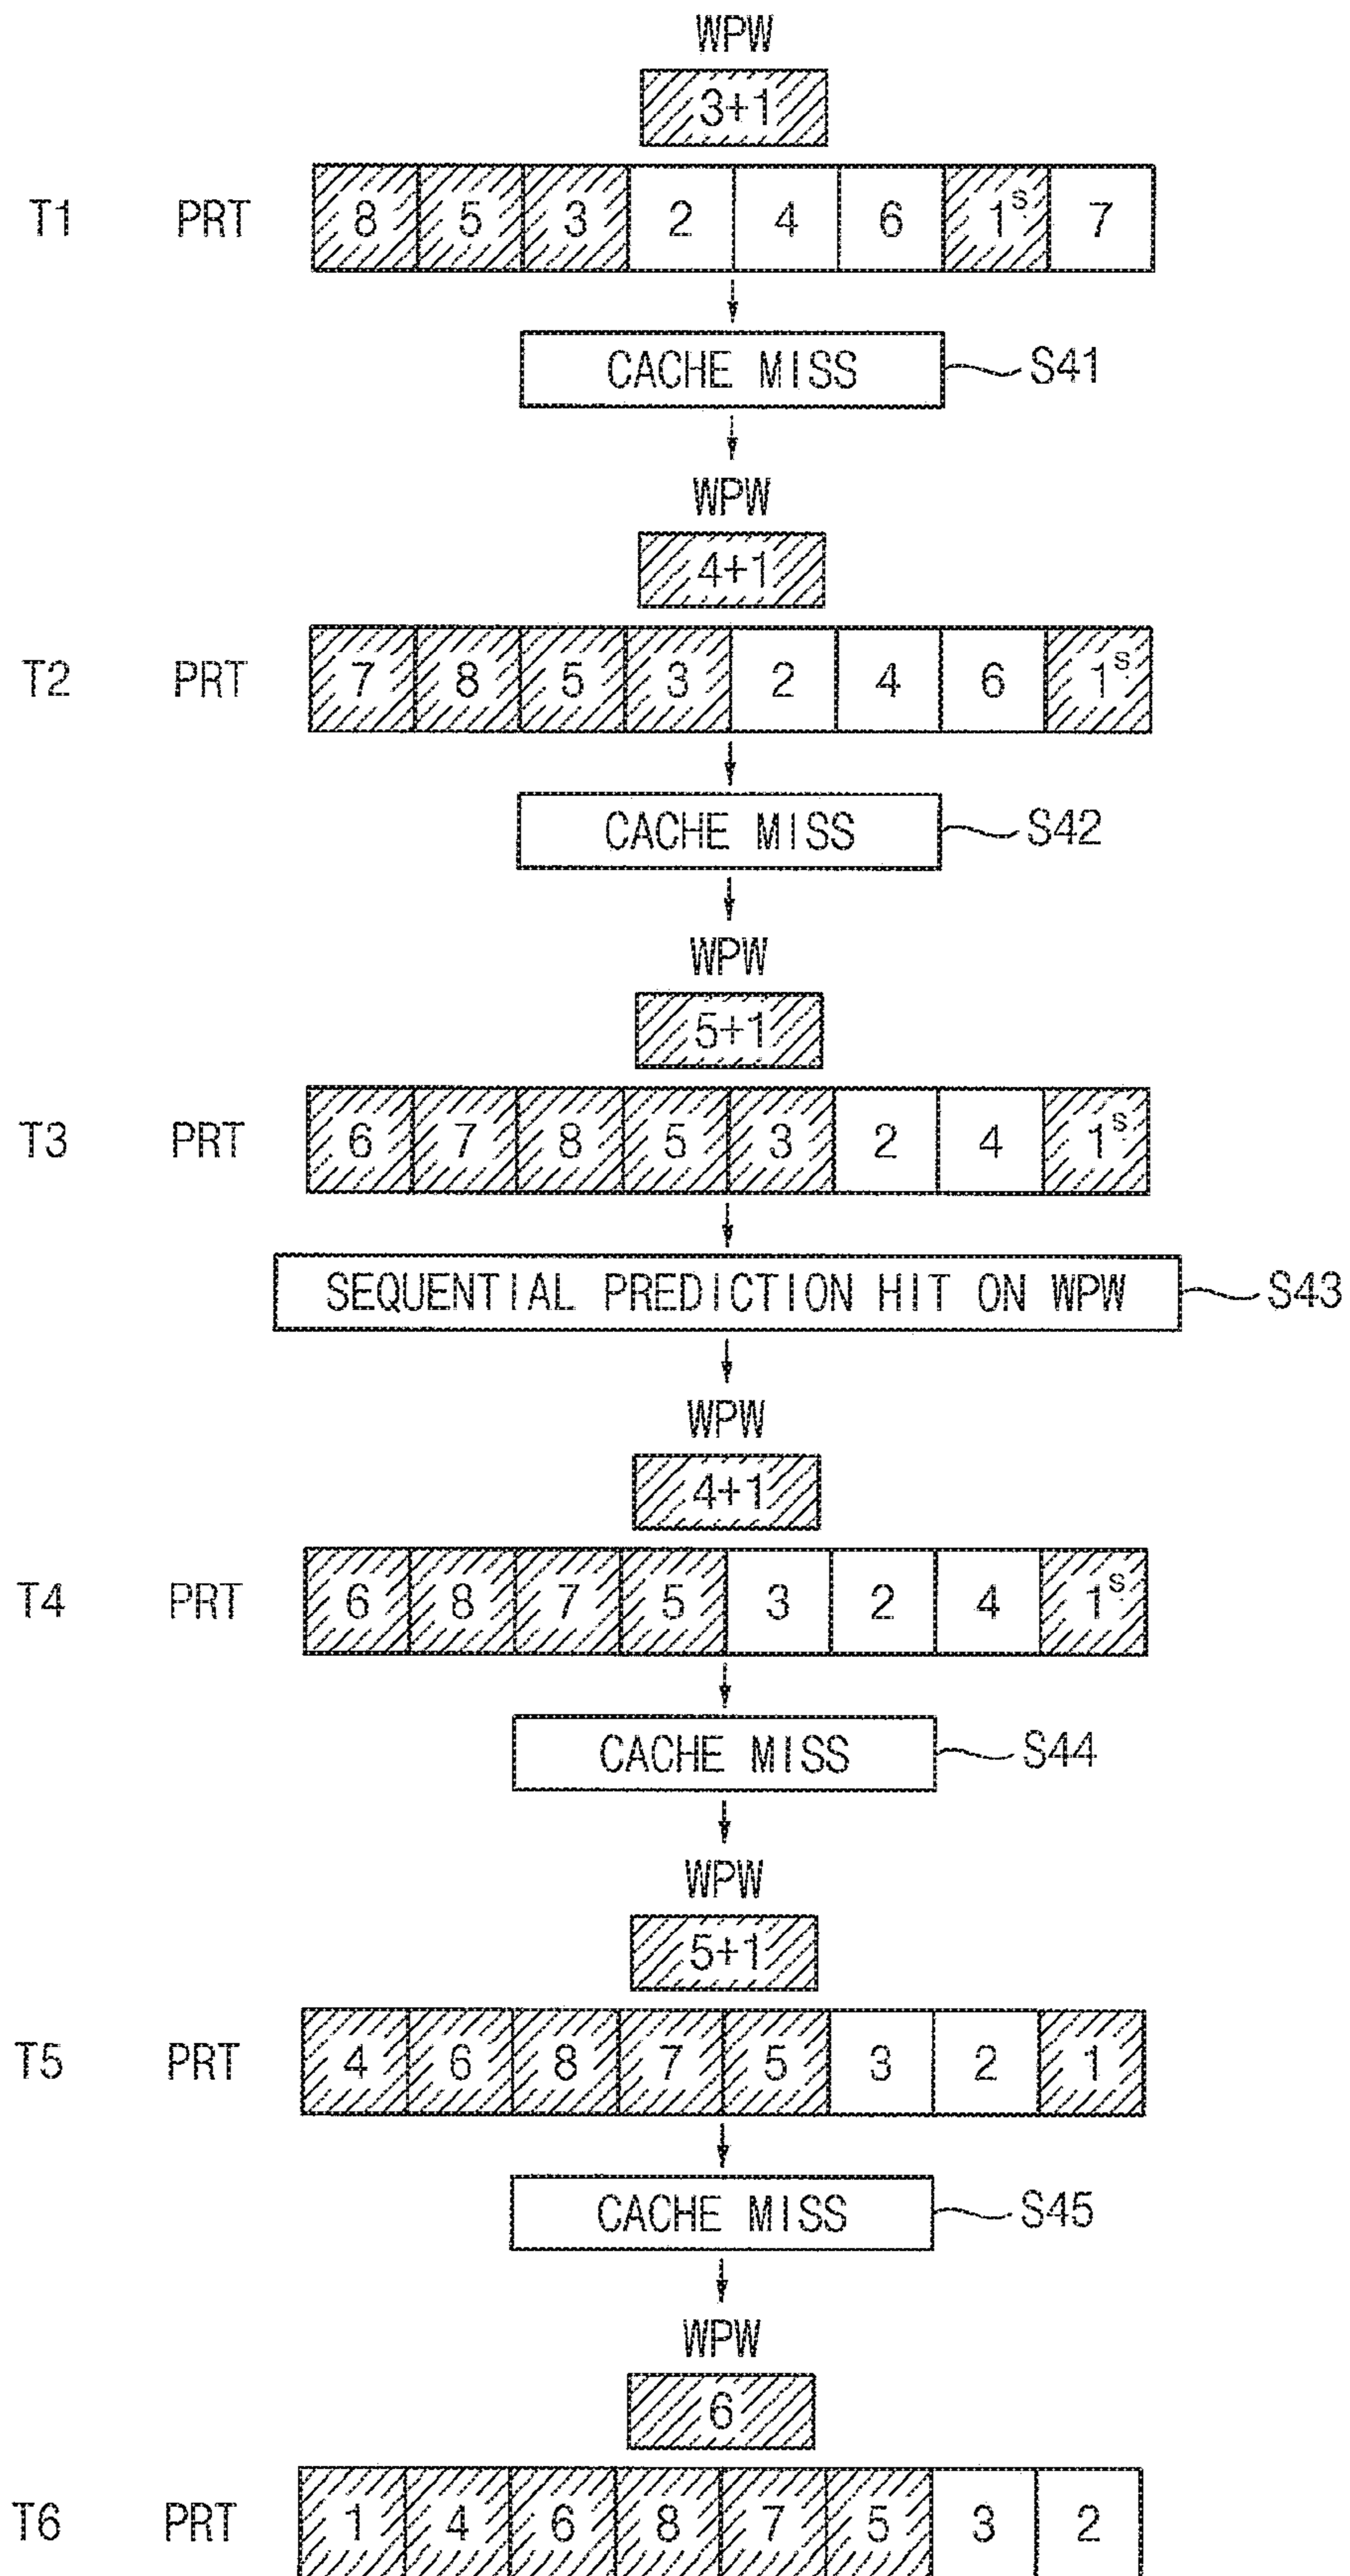 WPW
3+1
T1 PRT 8 5 3 2 4 6 1s 7
CACHE MISS S41
WPW
4+1
T2 PRT 7 8 5 3 2 4 6 1s
CACHE MISS S42
WPW
5+1
T3 PRT 6 7 8 5 3 2 4 1s
SEQUENTIAL PREDICTION HIT ON WPW S43
WPW
4+1
T4 PRT 6 8 7 5 3 2 4 1s
CACHE MISS S44
WPW
5+1
T5 PRT 4 6 8 7 5 3 2 1
CACHE MISS S45
WPW
6
T6 PRT 1 4 6 8 7 5 3 2